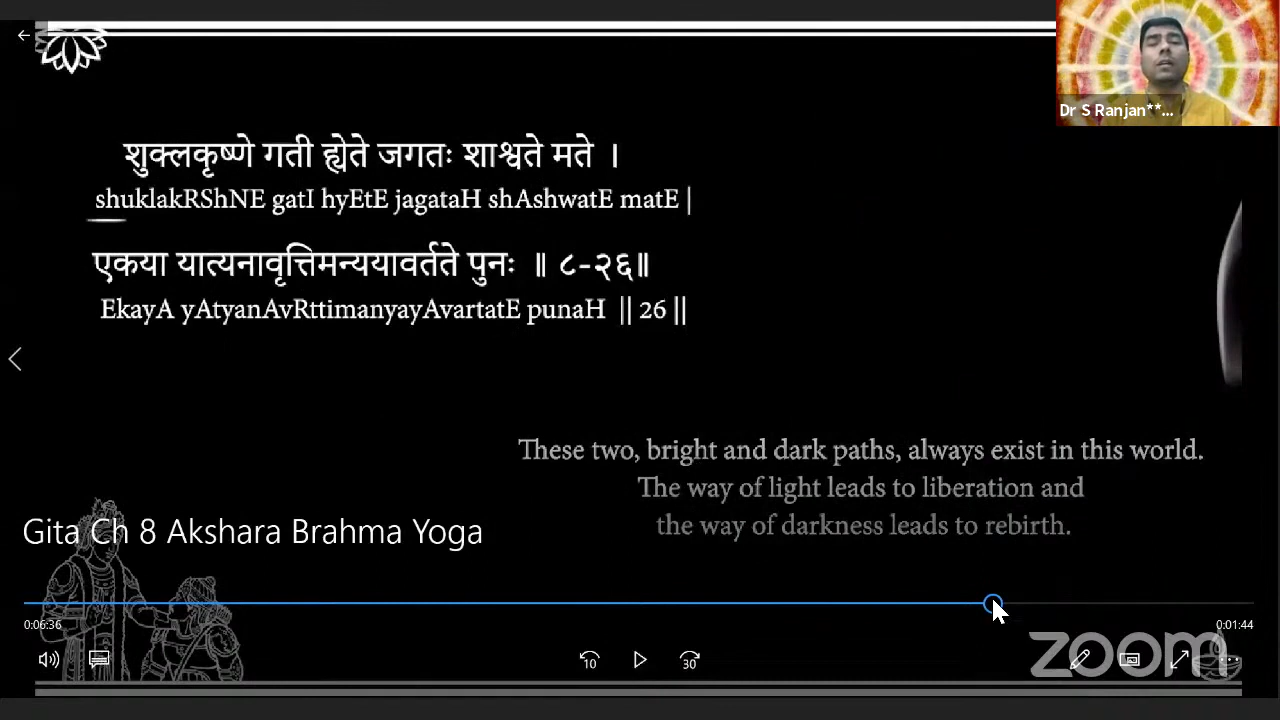 Dr S Ranjan**...
शुक्लकृष्णे गती ह्येते जगतः शाश्वते मते ।
shuklakRShNE gatI hyEtE jagataH shAshwatE matE |
एकया यात्यनावृत्तिमन्ययावर्तते पुनः ॥ ८-२६॥
EkayA yAtyanAvRttimanyayAvartatE punaH || 26 ||
These two, bright and dark paths, always exist in this world.
The way of light leads to liberation and
the way of darkness leads to rebirth.
Gita Ch 8 Akshara Brahma Yoga
0:06:36
0:01:44
10
30
zoom